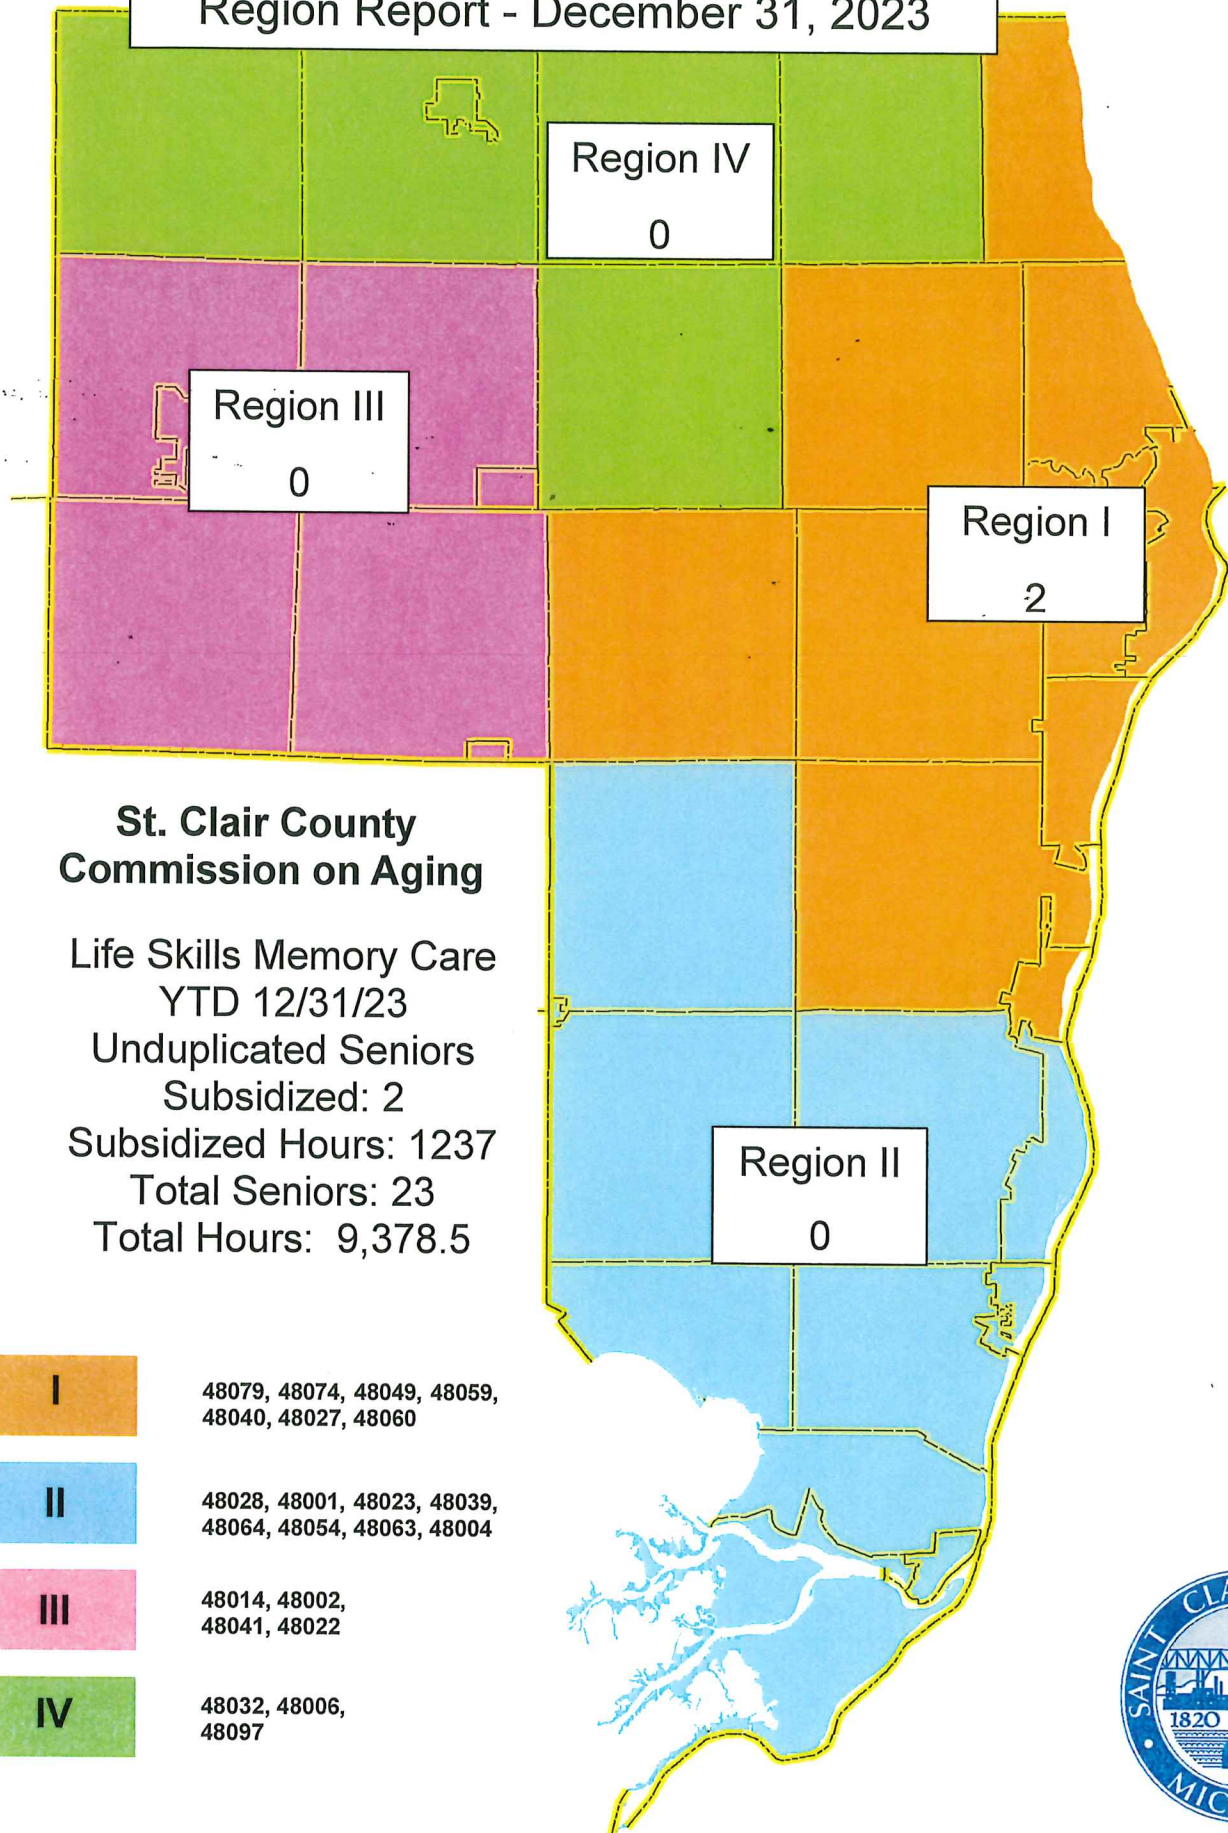 Region Report - December 31, 2023
Region IV
0
Region III
0
Region I
2
St. Clair County
Commission on Aging
Life Skills Memory Care
YTD 12/31/23
Unduplicated Seniors
Subsidized: 2
Subsidized Hours: 1237
Total Seniors: 23
Total Hours: 9,378.5
Region II
0
I
48079, 48074, 48049, 48059,
48040, 48027, 48060
II
48028, 48001, 48023, 48039,
48064, 48054, 48063, 48004
III
48014, 48002,
48041, 48022
IV
48032, 48006,
48097
SAINT
1820